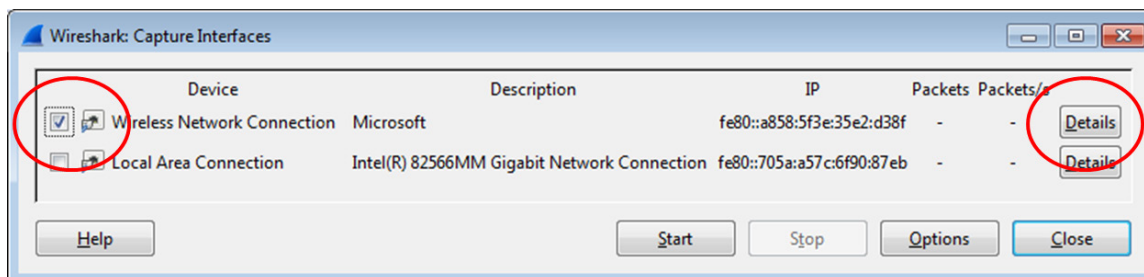 Wireshark: Capture Interfaces
Device Description IP Packets Packets/s
Wireless Network Connection Microsoft fe80::a858:5f3e:35e2:d38f - - Details
Local Area Connection Intel(R) 82566MM Gigabit Network Connection fe80::705a:a57c:6f90:87eb - - Details
Help Start Stop Options Close